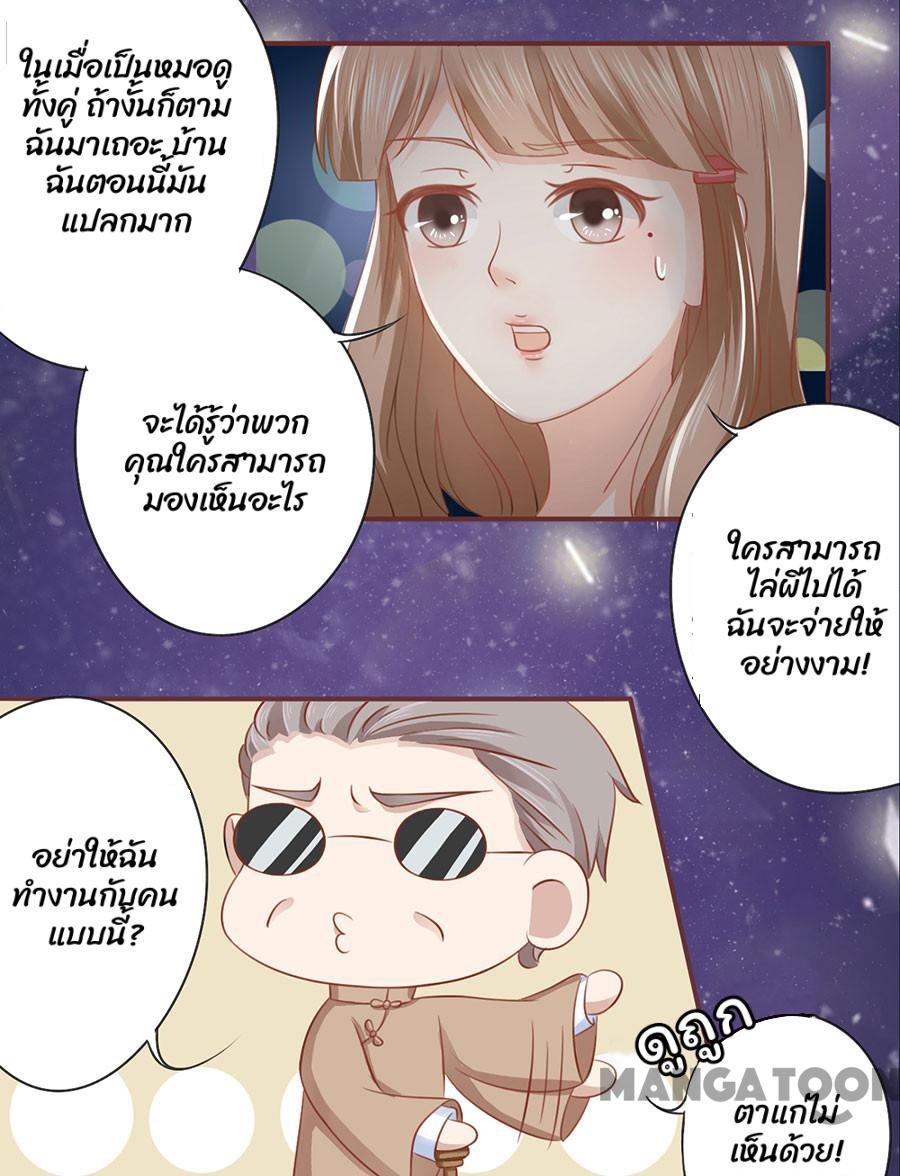 ในเมื่อเป็นหมอดู
ทั้งคู่ ถ้างั้นก็ตาม
ฉันมาเถอะ บ้าน
ฉันตอนนี้มัน
แปลกมาก
จะได้รู้ว่าพวก
คุณใครสามารถ
มองเห็นอะไร
ใครสามารถ
ไล่ผีไปได้
ฉันจะจ่ายให้
อย่างงาม!
อย่าให้ฉัน
ทำงานกับคน
แบบนี้?
ดูถูก
MANGATOON
ตาแก่ไม่
เห็นด้วย!